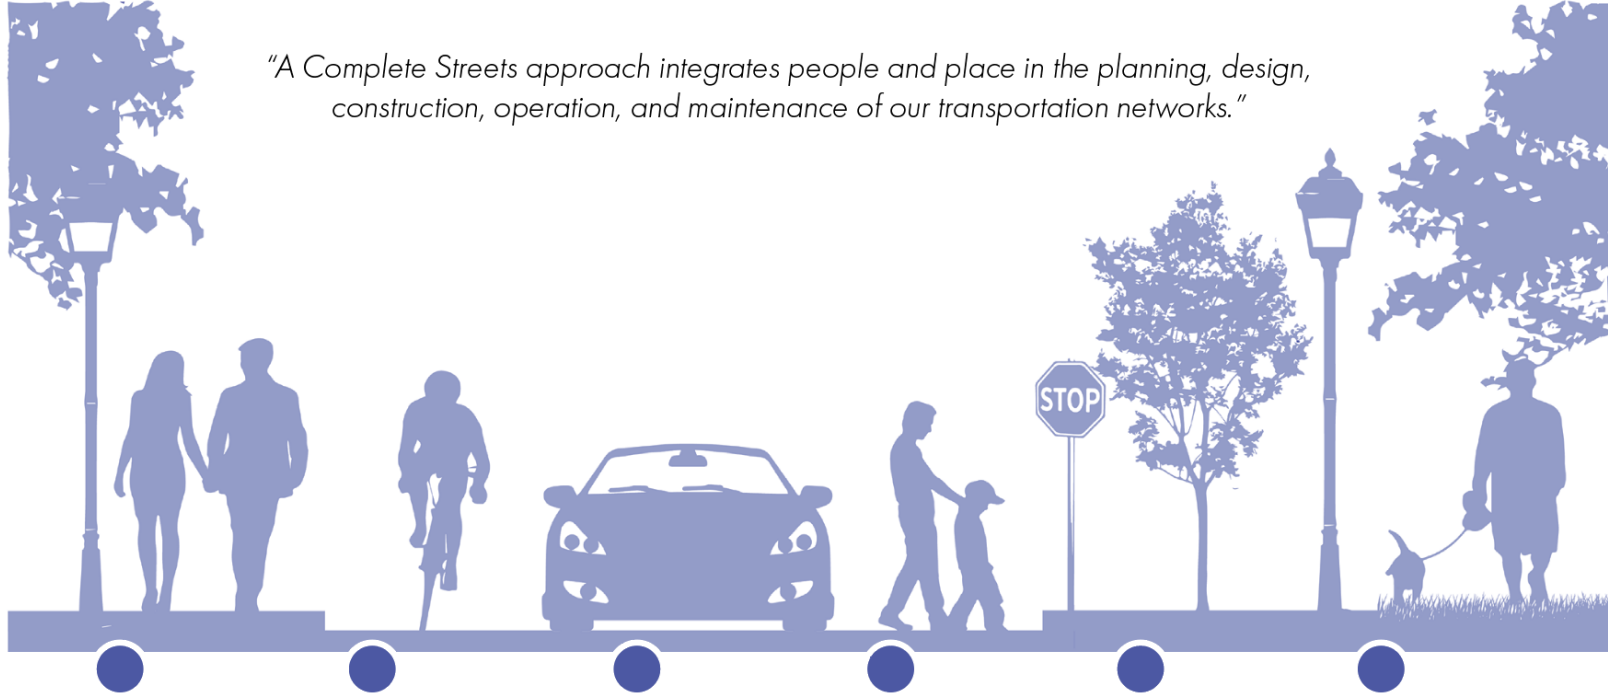 “A Complete Streets approach integrates people and place in the planning, design,
construction, operation, and maintenance of our transportation networks.”
STOP